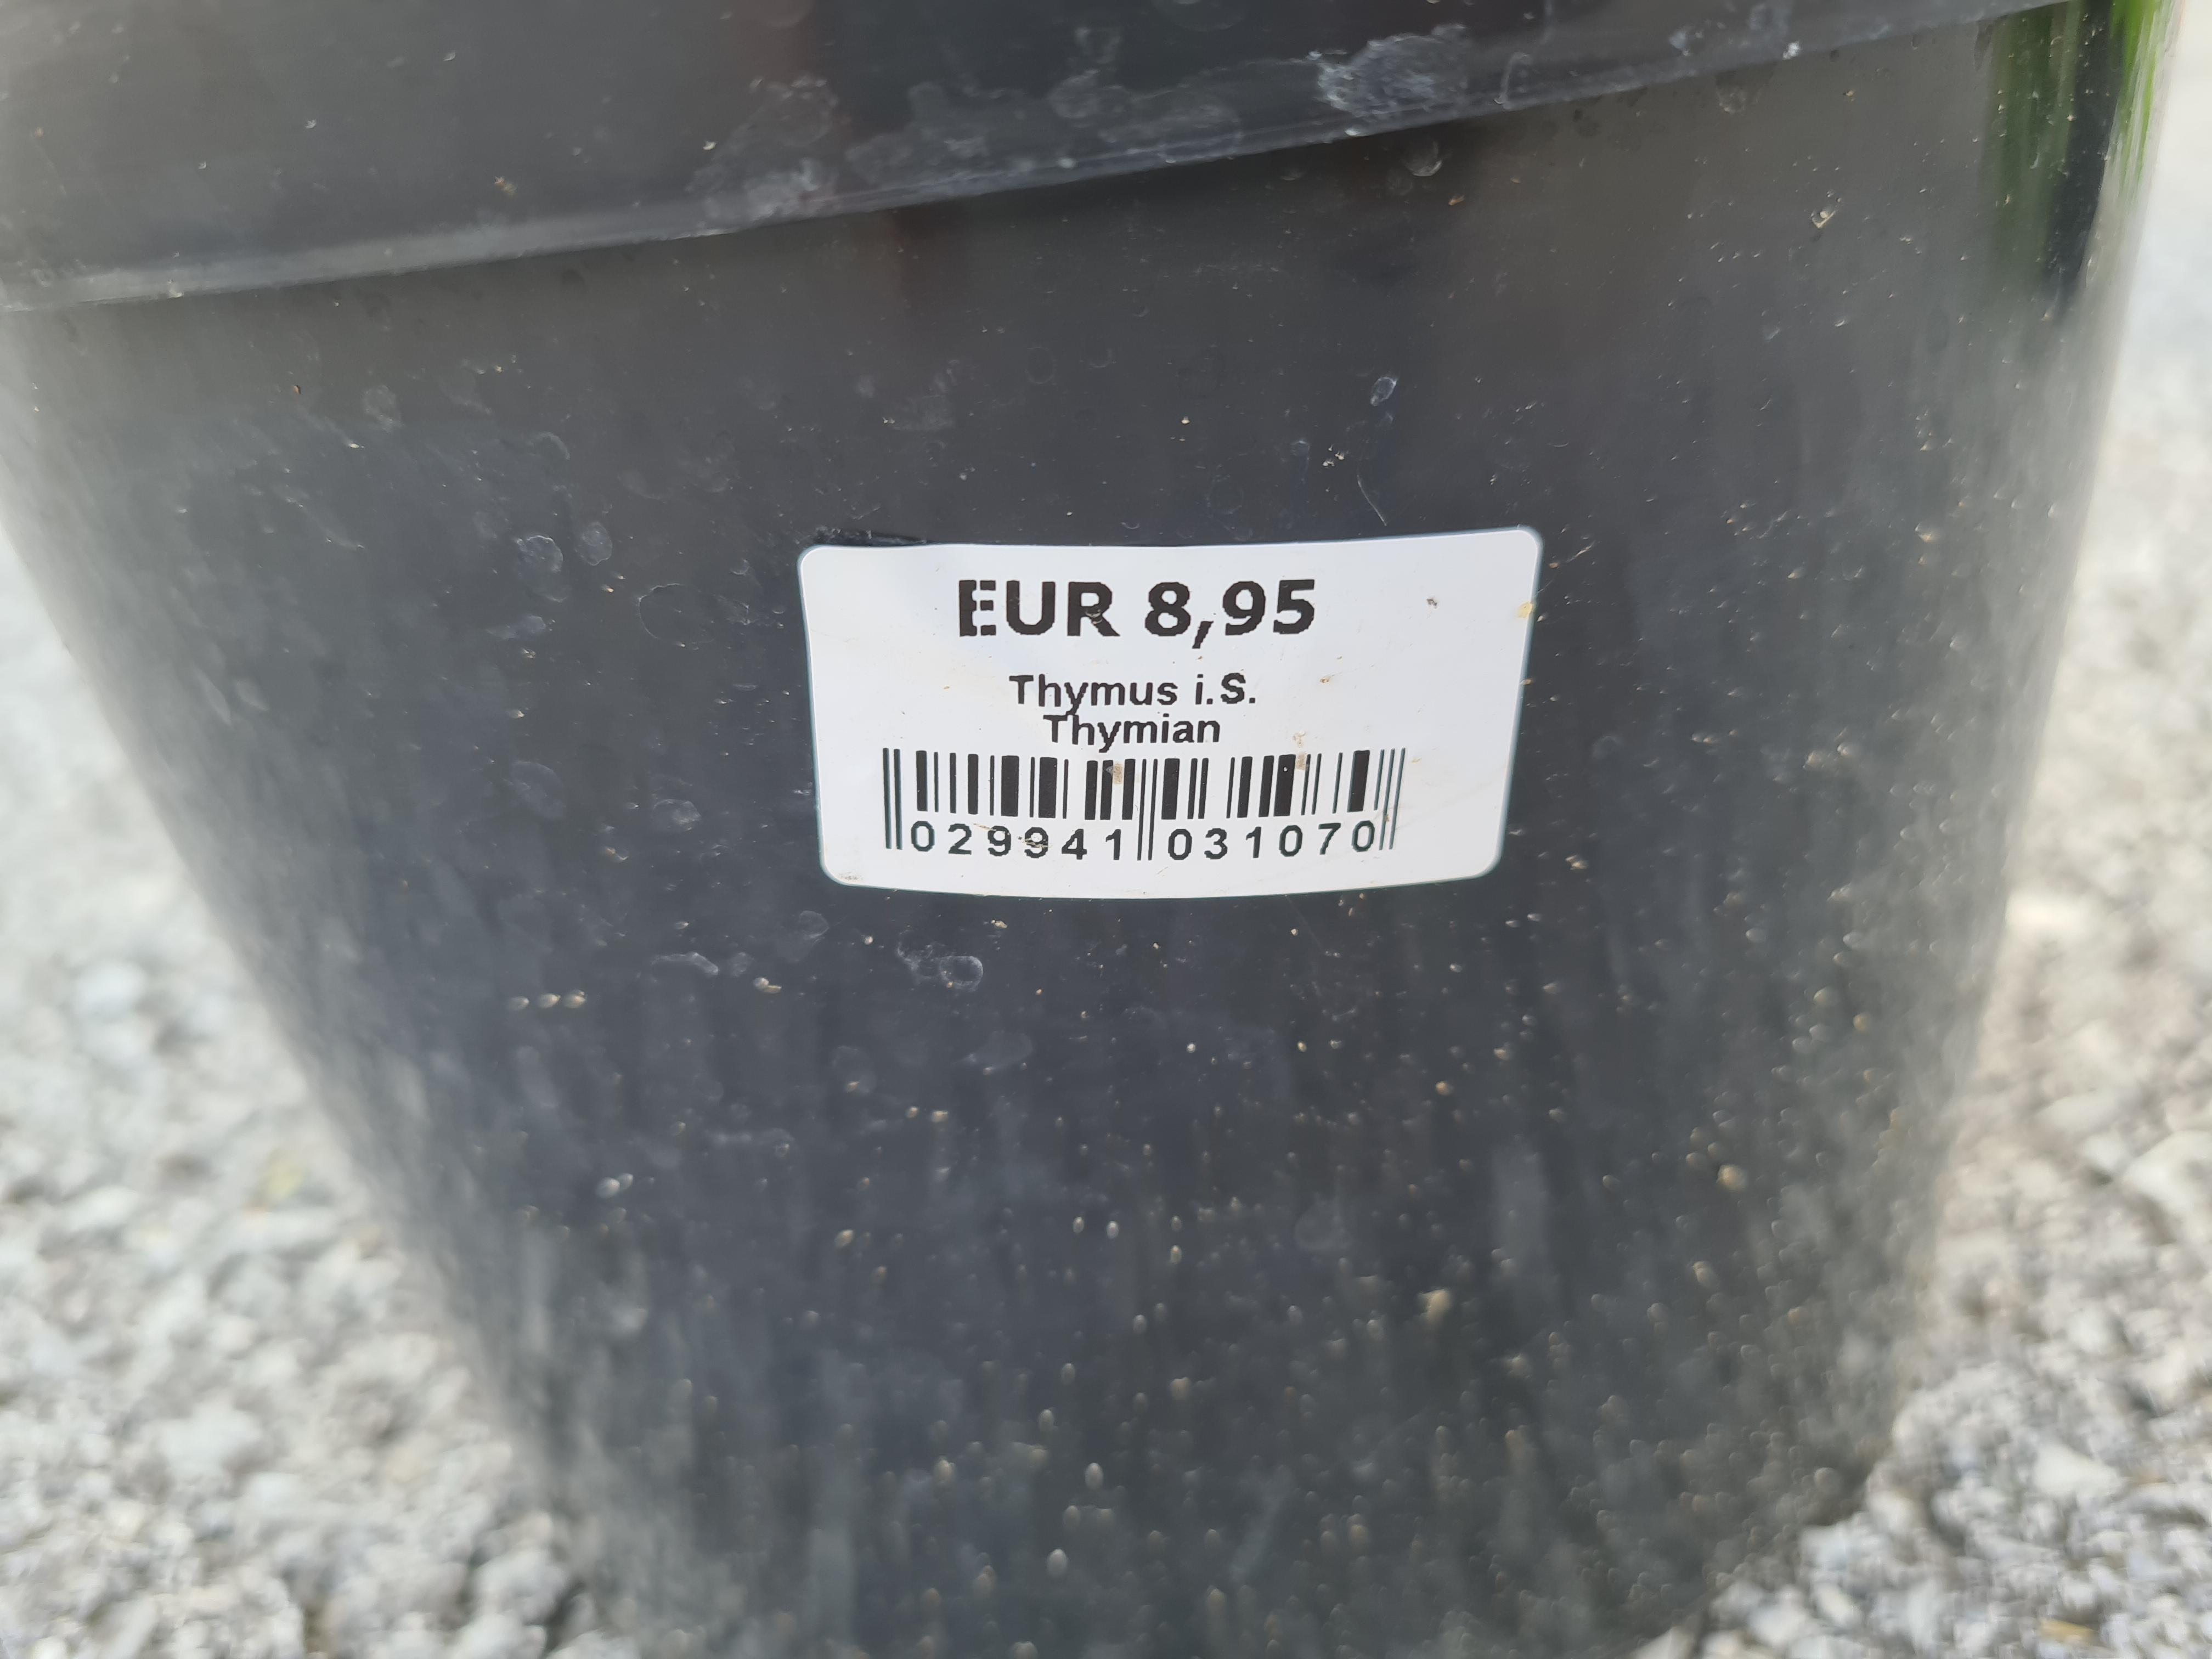 EUR 8,95
Thymus i.S.
Thymian
029941 031070